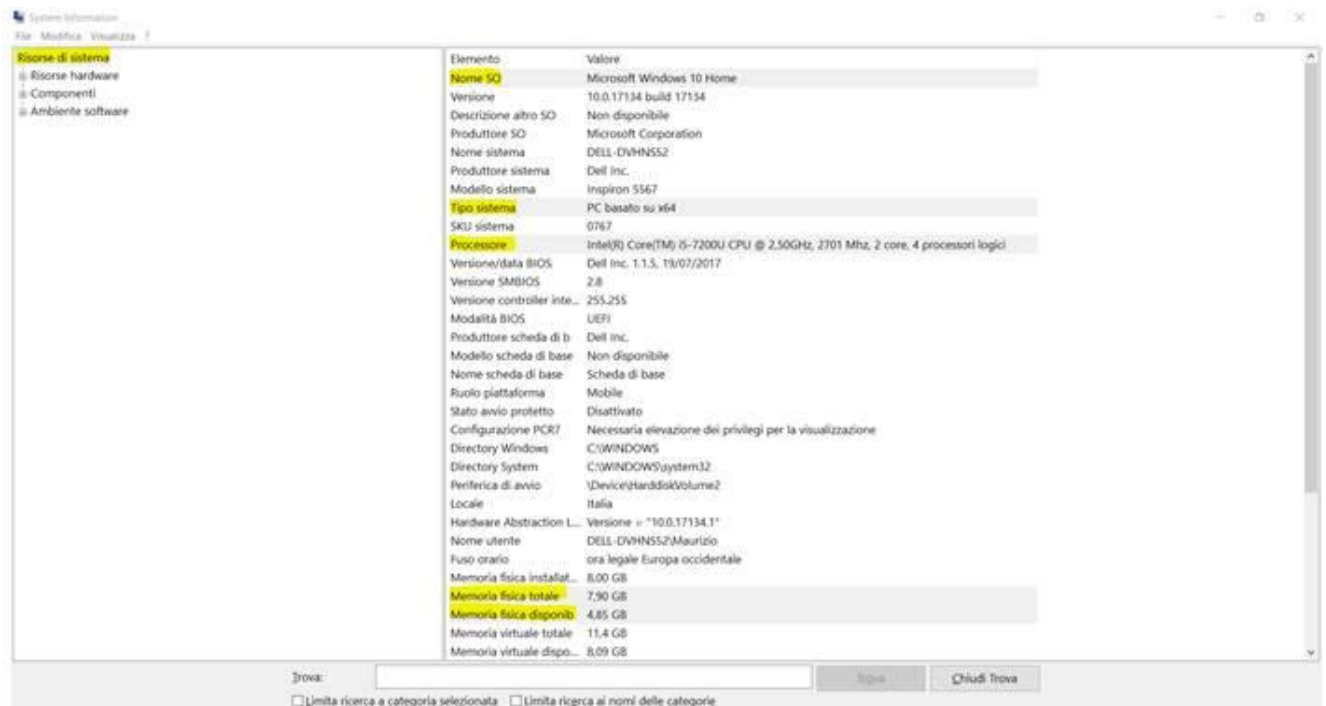 System Information
File Modifica Visualizza ?
Risorse di sistema
Risorse hardware
Componenti
Ambiente software
Elemento Valore
Nome SO Microsoft Windows 10 Home
Versione 10.0.17134 build 17134
Descrizione altro SO Non disponibile
Produttore SO Microsoft Corporation
Nome sistema DELL-DVHNSS2
Produttore sistema Dell Inc.
Modello sistema Inspiron 5567
Tipo sistema PC basato su x64
SKU sistema 0767
Processore Intel(R) Core(TM) i5-7200U CPU @ 2.50GHz, 2701 Mhz, 2 core, 4 processori logici
Versione/data BIOS Dell Inc. 1.1.5, 19/07/2017
Versione SMBIOS 2.8
Versione controller inte... 255.255
Modalità BIOS UEFI
Produttore scheda di b Dell Inc.
Modello scheda di base Non disponibile
Nome scheda di base Scheda di base
Ruolo piattaforma Mobile
Stato avvio protetto Disattivato
Configurazione PCR7 Necessaria elevazione dei privilegi per la visualizzazione
Directory Windows C:\WINDOWS
Directory System C:\WINDOWS\system32
Periferica di avvio \Device\HarddiskVolume2
Locale Italia
Hardware Abstraction L... Versione = "10.0.17134.1"
Nome utente DELL-DVHNSS2\Maurizio
Fuso orario ora legale Europa occidentale
Memoria fisica installat... 8,00 GB
Memoria fisica totale 7,90 GB
Memoria fisica disponib 4,85 GB
Memoria virtuale totale 11,4 GB
Memoria virtuale dispo... 8,09 GB
Trova: Chiudi Trova
Limita ricerca a categoria selezionata Limita ricerca ai nomi delle categorie